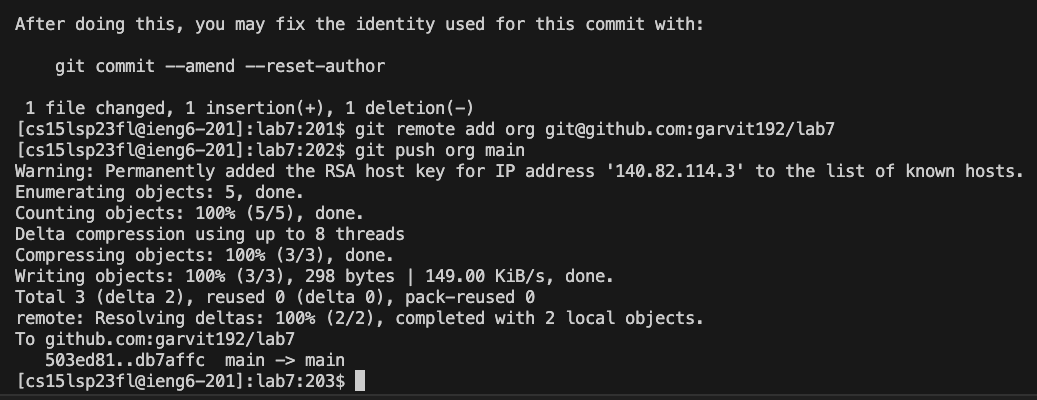 After doing this, you may fix the identity used for this commit with:
git commit --amend --reset-author
1 file changed, 1 insertion(+), 1 deletion(-)
[cs15lsp23fl@ieng6-201]:lab7:201$ git remote add org git@github.com:garvit192/lab7
[cs15lsp23fl@ieng6-201]:lab7:202$ git push org main
Warning: Permanently added the RSA host key for IP address '140.82.114.3' to the list of known hosts.
Enumerating objects: 5, done.
Counting objects: 100% (5/5), done.
Delta compression using up to 8 threads
Compressing objects: 100% (3/3), done.
Writing objects: 100% (3/3), 298 bytes | 149.00 KiB/s, done.
Total 3 (delta 2), reused 0 (delta 0), pack-reused 0
remote: Resolving deltas: 100% (2/2), completed with 2 local objects.
To github.com:garvit192/lab7
503ed81..db7affc  main -> main
[cs15lsp23fl@ieng6-201]:lab7:203$